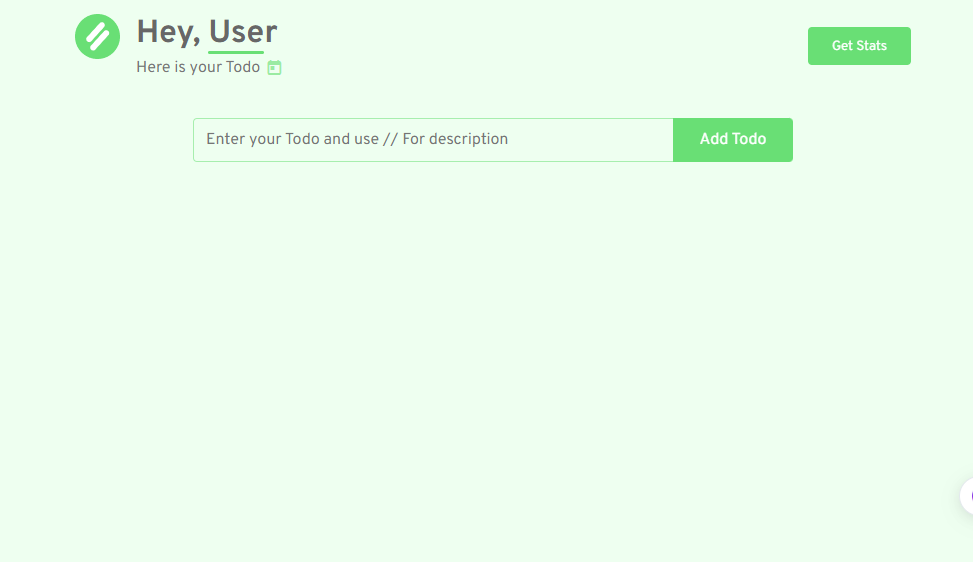 Hey, User
Here is your Todo
Get Stats
Enter your Todo and use // For description
Add Todo